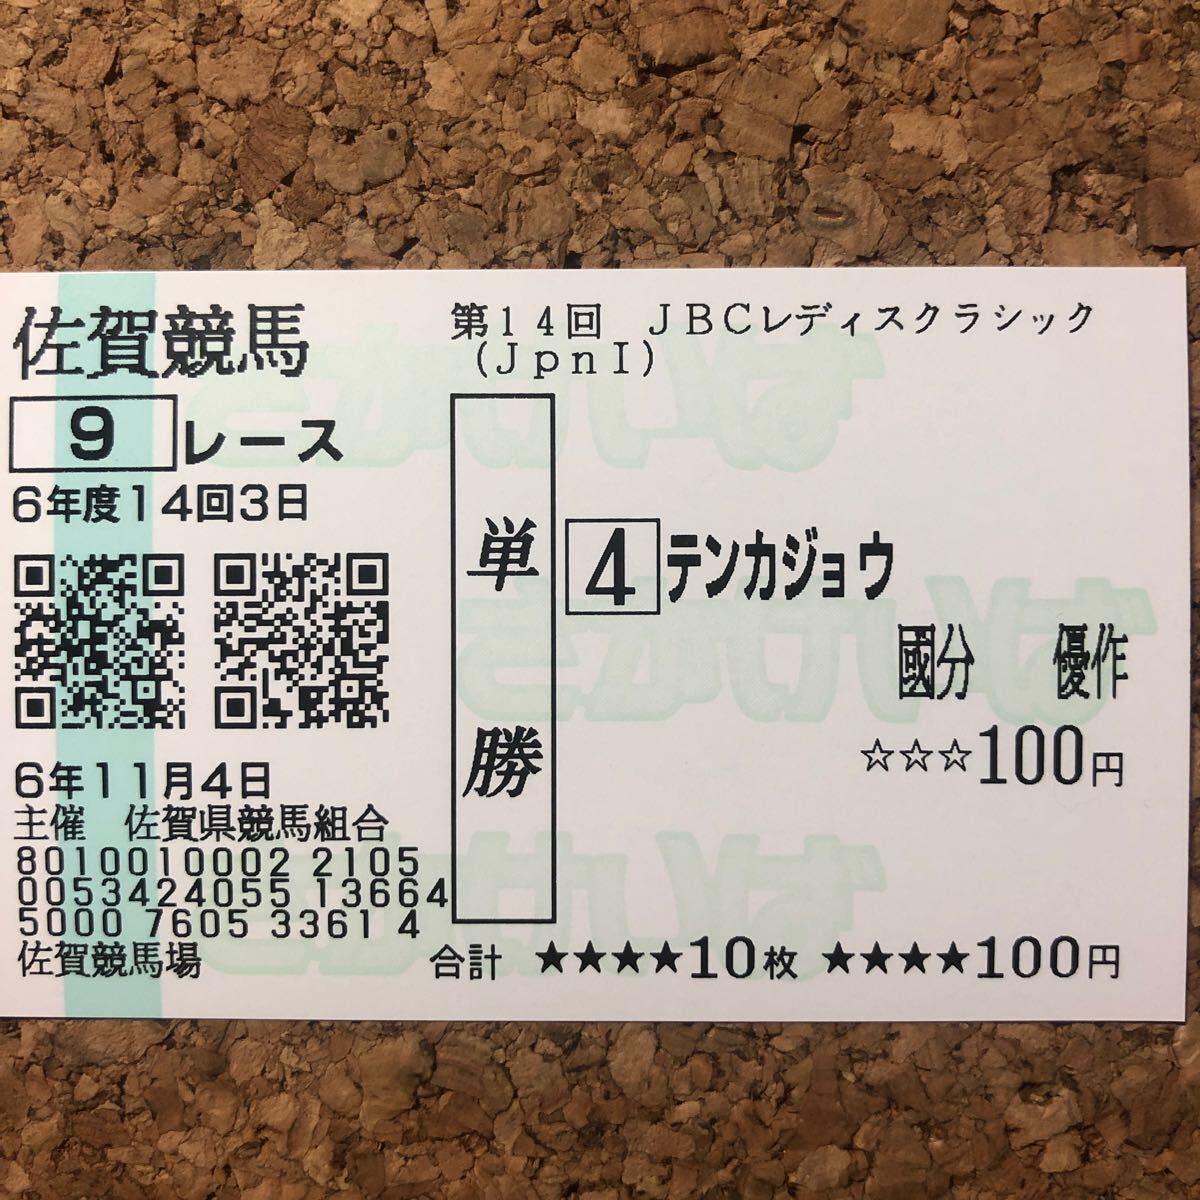 佐賀競馬
第14回 JBCレディスクラシック
(JpnI)
9 レース
6年度14回3日
単勝
4 テンカジョウ
國分 優作
☆☆☆100円
6年11月4日
主催 佐賀県競馬組合
8010010002 2105
0053424055 13664
5000 7605 33614
佐賀競馬場
合計 ★★★★10枚 ★★★★100円